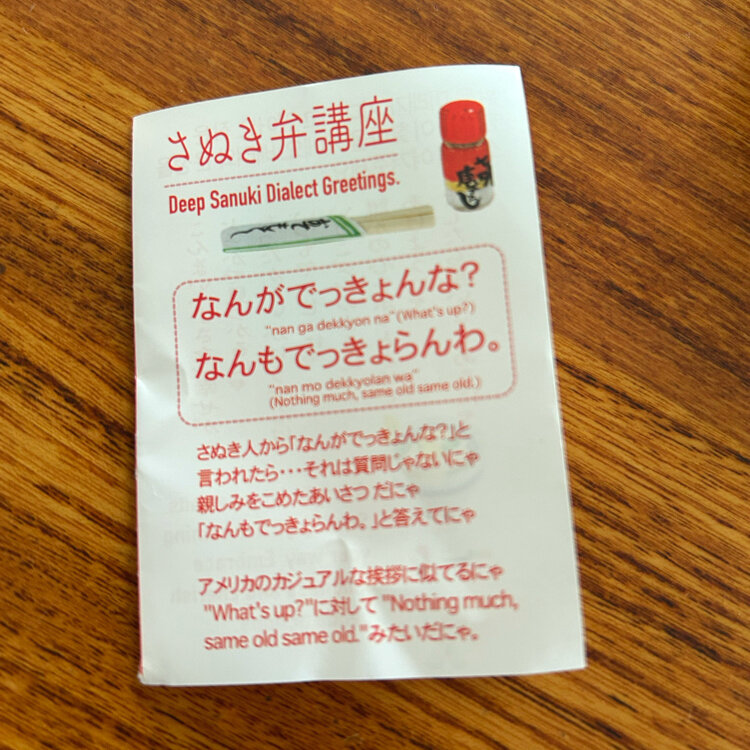 さぬき弁講座
Deep Sanuki Dialect Greetings.
なんがでっきょんな?
"nan ga dekkyon na"(What's up?)
なんもでっきょらんわ。
"nan mo dekkyolan wa"
(Nothing much, same old same old.)
さぬき人から「なんがでっきょんな?」と
言われたら・・・それは質問じゃないにゃ
親しみをこめたあいさつ だにゃ
「なんもでっきょらんわ。」と答えてにゃ
アメリカのカジュアルな挨拶に似てるにゃ
"What's up?"に対して "Nothing much,
same old same old."みたいだにゃ。